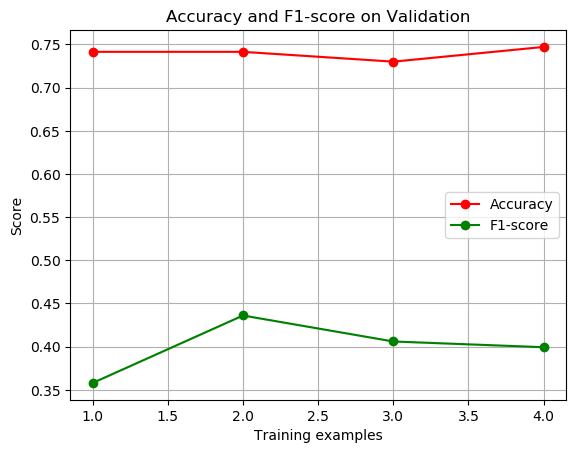 Accuracy and F1-score on Validation
0.75
0.70
0.65
0.60
0.55
0.50
0.45
0.40
0.35
Score
Accuracy
F1-score
1.0 1.5 2.0 2.5 3.0 3.5 4.0
Training examples